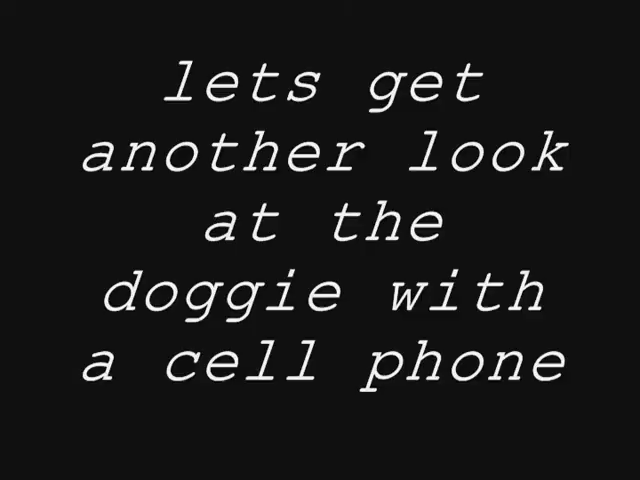 lets get
another look
at the
doggie with
a cell phone